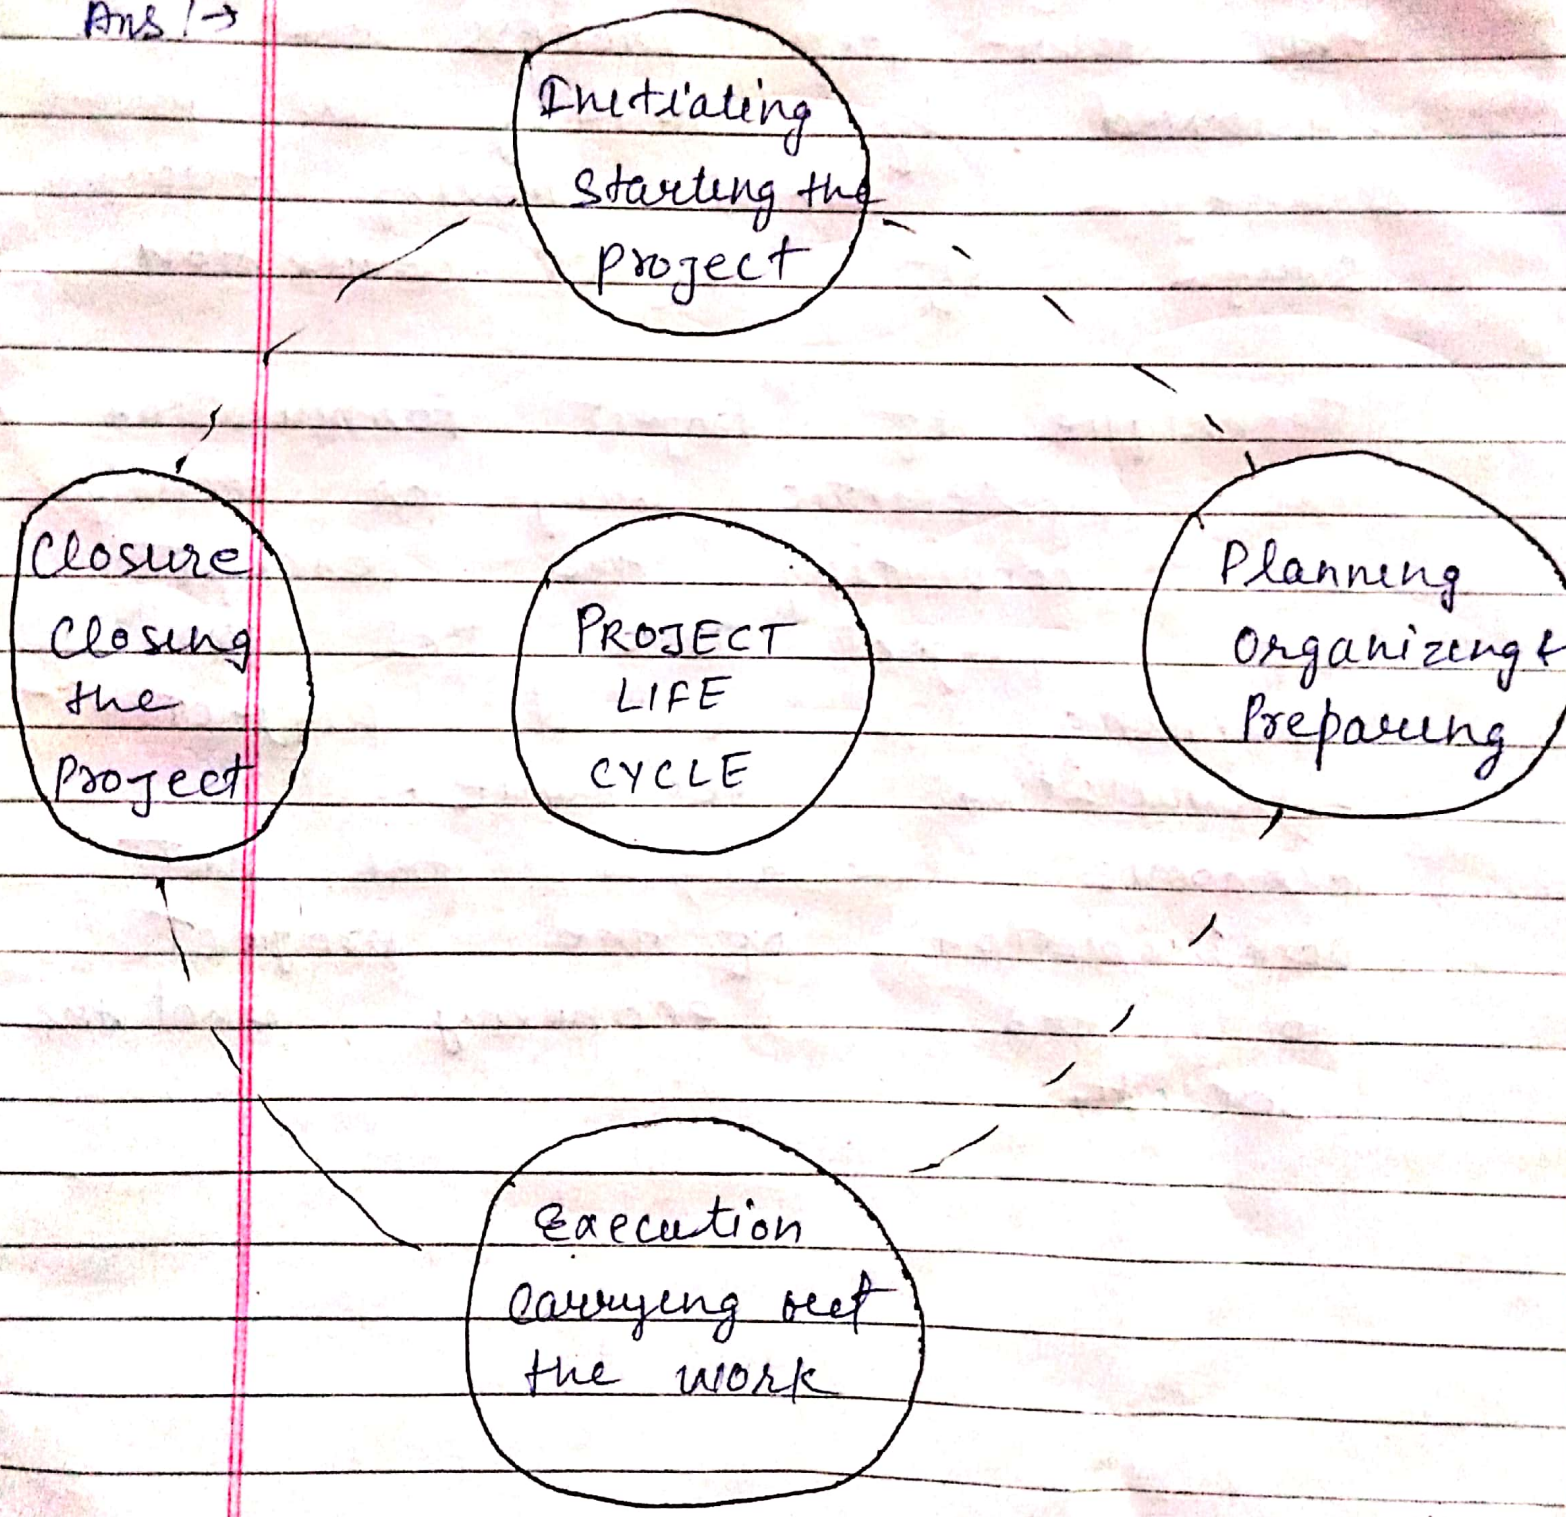 Ans :→
Initiating
Starting the
project
Closure
Closing
the
project
PROJECT
LIFE
CYCLE
Planning
Organizing &
Preparing
Execution
Carrying out
the work